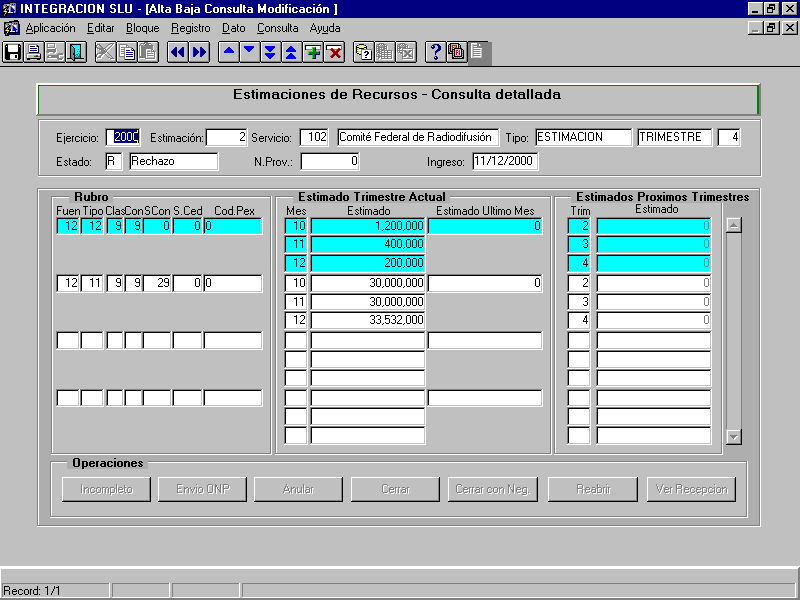 INTEGRACION SLU - [Alta Baja Consulta Modificación ]
Aplicación Editar Bloque Registro Dato Consulta Ayuda
Estimaciones de Recursos - Consulta detallada
Ejercicio: 2000 Estimación: 2 Servicio: 102 Comité Federal de Radiodifusión Tipo: ESTIMACION TRIMESTRE 4
Estado: R Rechazo N.Prov.: 0 Ingreso: 11/12/2000
Rubro Estimado Trimestre Actual Estimados Proximos Trimestres
Fuen Tipo Clas Con SCon S.Ced Cod.Pex Mes Estimado Estimado Ultimo Mes Trim Estimado
12 12 9 9 0 0 0 10 1,200,000 0 2 0
11 400,000 3 0
12 200,000 4 0
12 11 9 9 29 0 0 10 30,000,000 0 2 0
11 30,000,000 3 0
12 33,532,000 4 0
Operaciones
Incompleto Envio ONP Anular Cerrar Cerrar con Neg. Reabrir Ver Recepcion
Record: 1/1